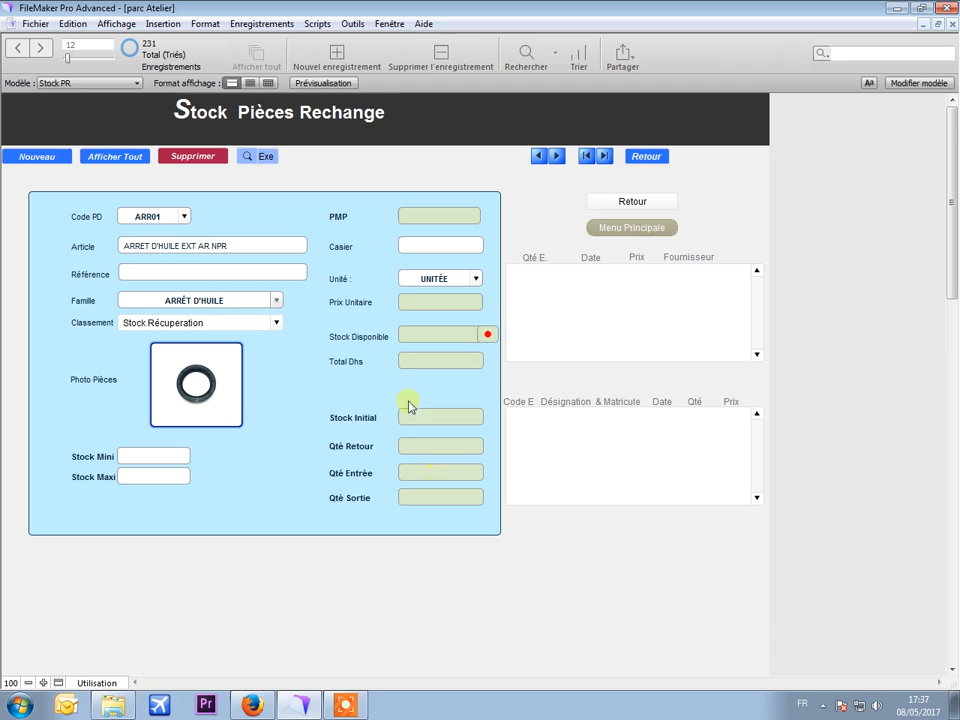 FileMaker Pro Advanced - [parc Atelier]
Fichier Edition Affichage Insertion Format Enregistrements Scripts Outils Fenêtre Aide
12
231
Total (Triés)
Enregistrements
Afficher tout
Nouvel enregistrement
Supprimer l'enregistrement
Rechercher
Trier
Partager
Modèle : Stock PR
Format affichage :
Prévisualisation
Aa
Modifier modèle
Stock Pièces Rechange
Nouveau
Afficher Tout
Supprimer
Exe
Retour
Code PD ARR01
Article ARRET D'HUILE EXT AR NPR
Référence
Famille ARRÊT D'HUILE
Classement Stock Récuperation
Photo Pièces
Stock Mini
Stock Maxi
PMP
Casier
Unité : UNITÉE
Prix Unitaire
Stock Disponible
Total Dhs
Stock Initial
Qté Retour
Qté Entrée
Qté Sortie
Retour
Menu Principale
Qté E. Date Prix Fournisseur
Code E Désignation & Matricule Date Qté Prix
100
Utilisation
Pr
FR
17:37
08/05/2017